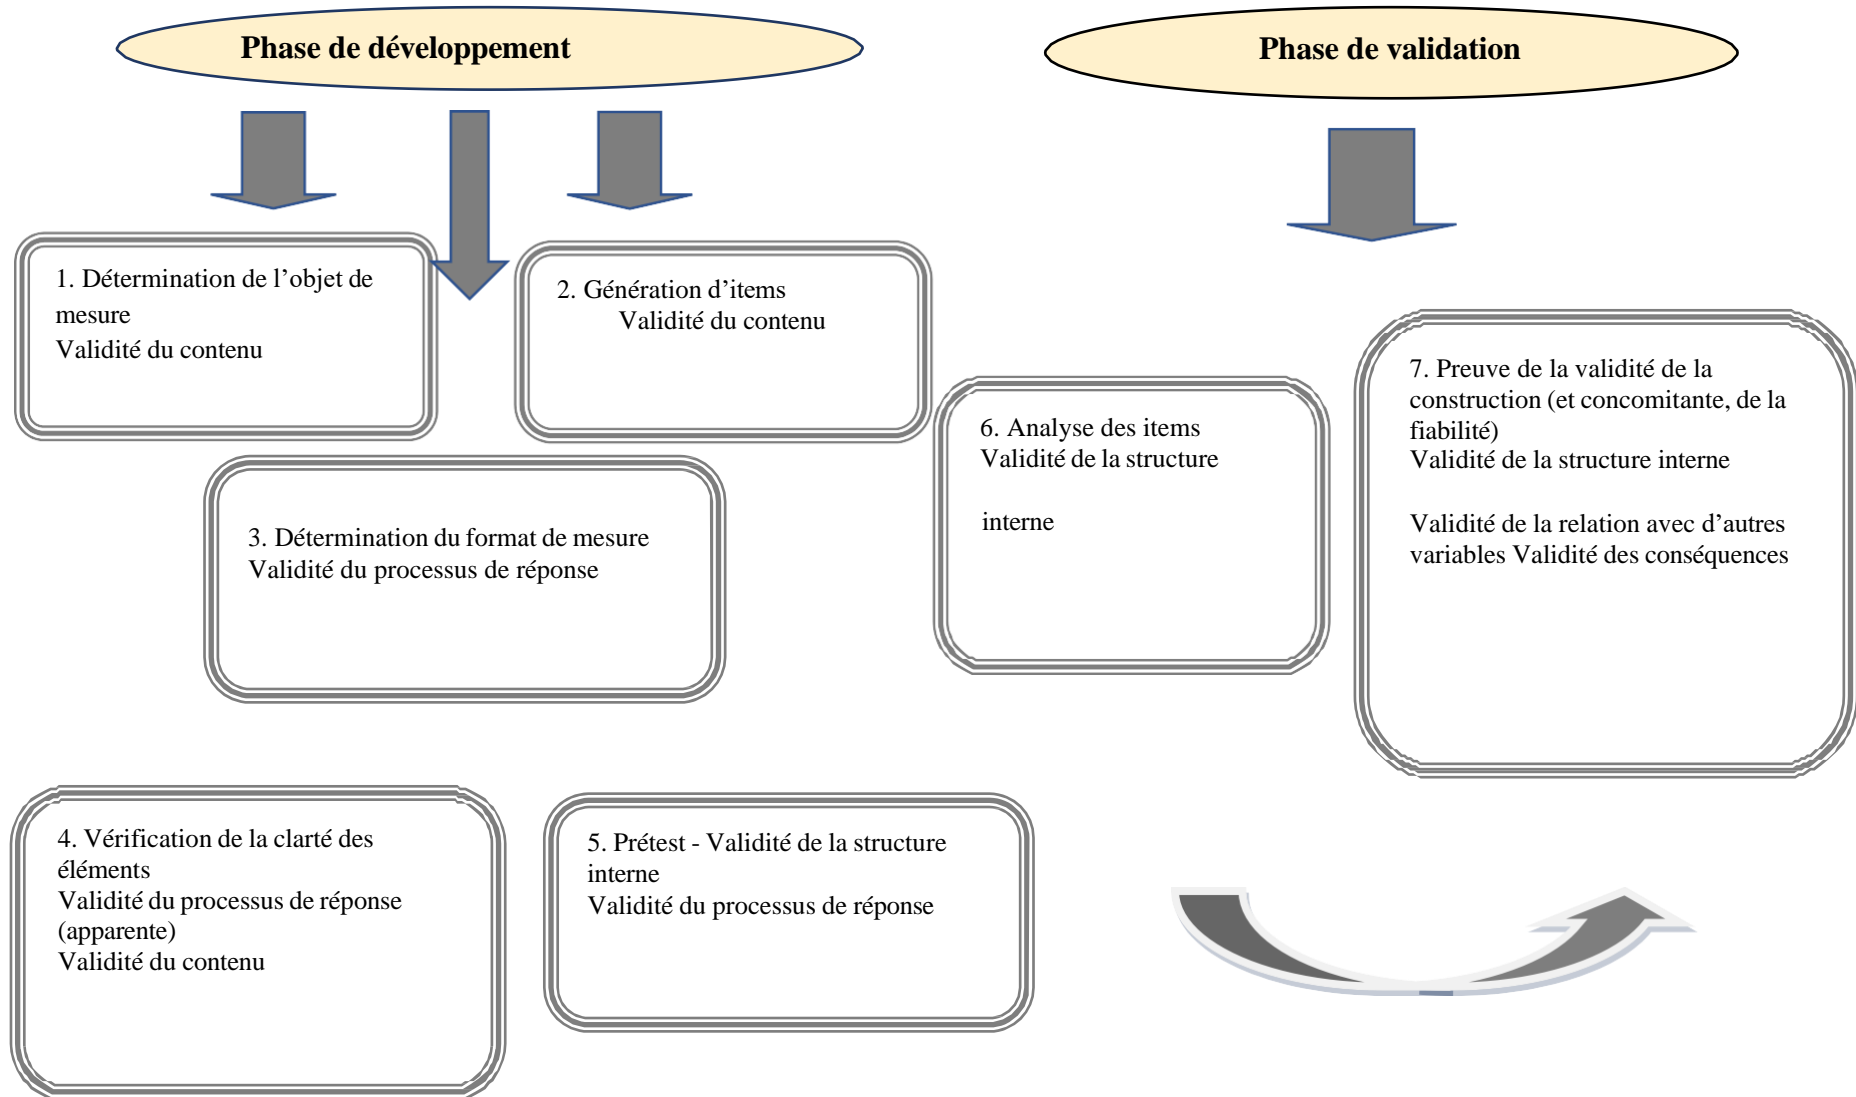 Phase de développement
Phase de validation
1. Détermination de l’objet de
mesure
Validité du contenu
2. Génération d’items
Validité du contenu
3. Détermination du format de mesure
Validité du processus de réponse
4. Vérification de la clarté des
éléments
Validité du processus de réponse
(apparente)
Validité du contenu
5. Prétest - Validité de la structure
interne
Validité du processus de réponse
6. Analyse des items
Validité de la structure
interne
7. Preuve de la validité de la
construction (et concomitante, de la
fiabilité)
Validité de la structure interne
Validité de la relation avec d’autres
variables Validité des conséquences